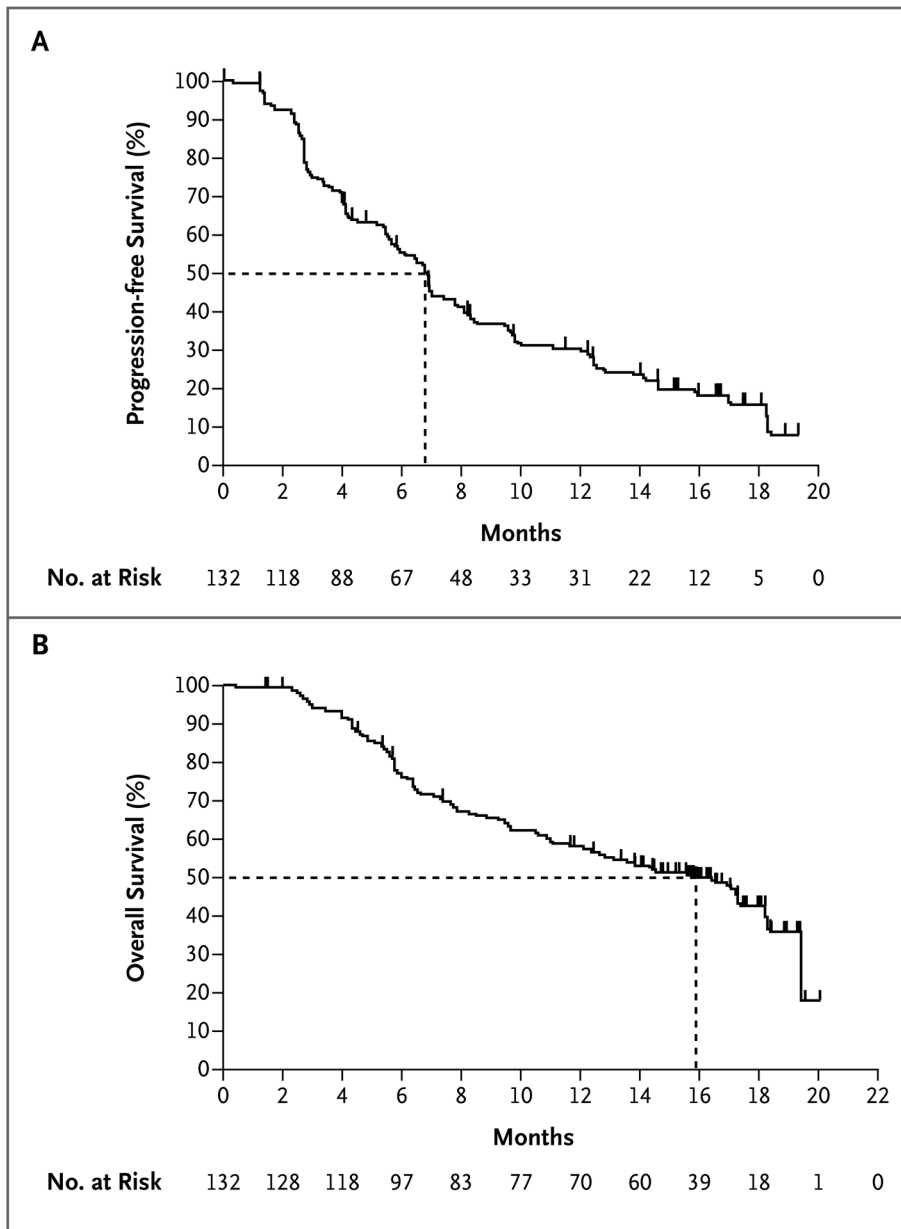 A
Progression-free Survival (%)
100
90
80
70
60
50
40
30
20
10
0
0 2 4 6 8 10 12 14 16 18 20
Months
No. at Risk 132 118 88 67 48 33 31 22 12 5 0
B
Overall Survival (%)
100
90
80
70
60
50
40
30
20
10
0
0 2 4 6 8 10 12 14 16 18 20 22
Months
No. at Risk 132 128 118 97 83 77 70 60 39 18 1 0